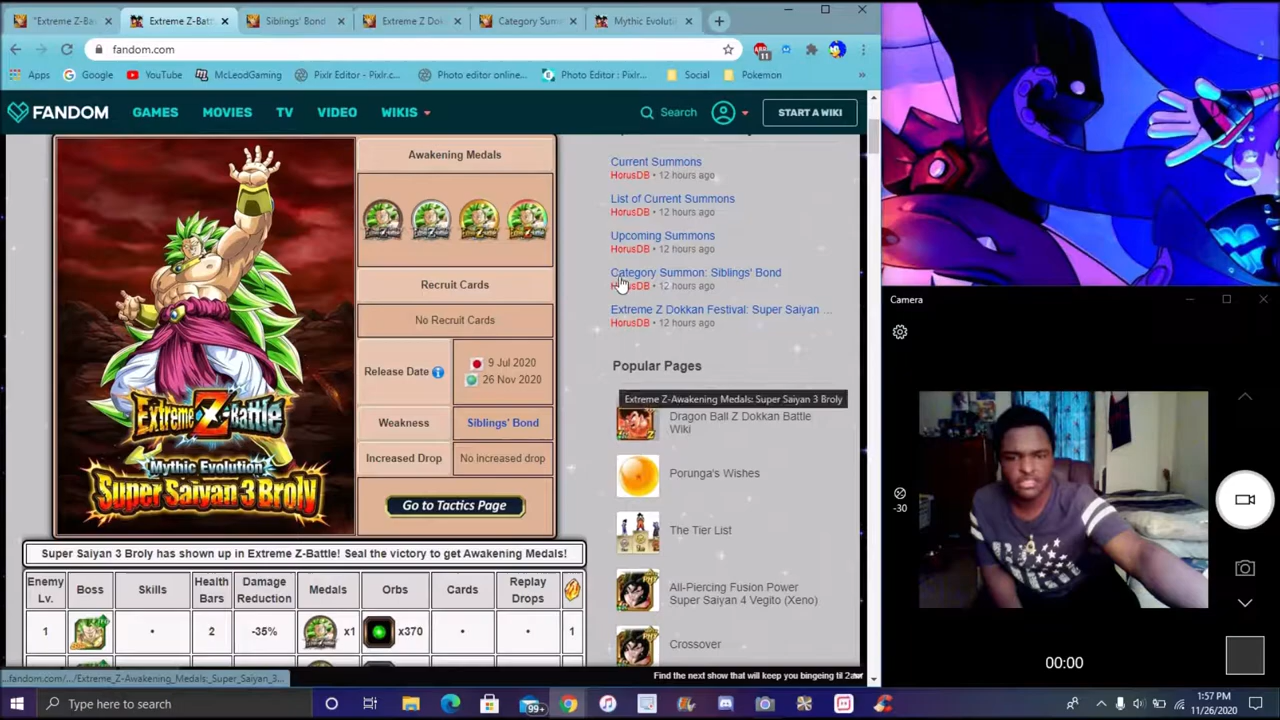 "Extreme Z-Ba
Extreme Z-Batt
Siblings' Bond
Extreme Z Dok
Category Sum
Mythic Evoluti
fandom.com
11
Apps
Google
YouTube
McLeodGaming
Pixlr Editor - Pixlr.c...
Photo editor online...
Photo Editor : Pixlr...
Social
Pokemon
FANDOM
GAMES
MOVIES
TV
VIDEO
WIKIS
Search
START A WIKI
Awakening Medals
Recruit Cards
No Recruit Cards
Release Date
9 Jul 2020
26 Nov 2020
Weakness
Siblings' Bond
Increased Drop
No increased drop
Go to Tactics Page
Extreme Z-Battle
Mythic Evolution
Super Saiyan 3 Broly
Super Saiyan 3 Broly has shown up in Extreme Z-Battle! Seal the victory to get Awakening Medals!
Enemy Lv.
Boss
Skills
Health Bars
Damage Reduction
Medals
Orbs
Cards
Replay Drops
1
2
-35%
x1
x370
1
Current Summons
HorusDB • 12 hours ago
List of Current Summons
HorusDB • 12 hours ago
Upcoming Summons
HorusDB • 12 hours ago
Category Summon: Siblings' Bond
HorusDB • 12 hours ago
Extreme Z Dokkan Festival: Super Saiyan ...
HorusDB • 12 hours ago
Popular Pages
Extreme Z-Awakening Medals: Super Saiyan 3 Broly
Dragon Ball Z Dokkan Battle
Wiki
Porunga's Wishes
The Tier List
All-Piercing Fusion Power
Super Saiyan 4 Vegito (Xeno)
Crossover
Find the next show that will keep you bingeing til 2am
.fandom.com/.../Extreme_Z-Awakening_Medals:_Super_Saiyan_3...
Camera
-30
00:00
Type here to search
99+
1:57 PM
11/26/2020